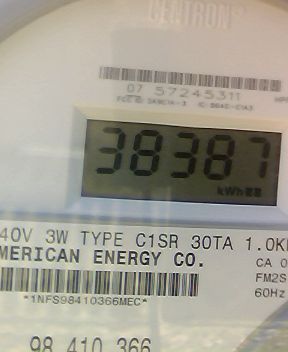 CENTRON®
07 57245311
38387
kWh
40V 3W TYPE C1SR 30TA 1.0K
MERICAN ENERGY CO.
CA 0
FM2S
*1NFS98410366MEC*
60Hz
98 410 366